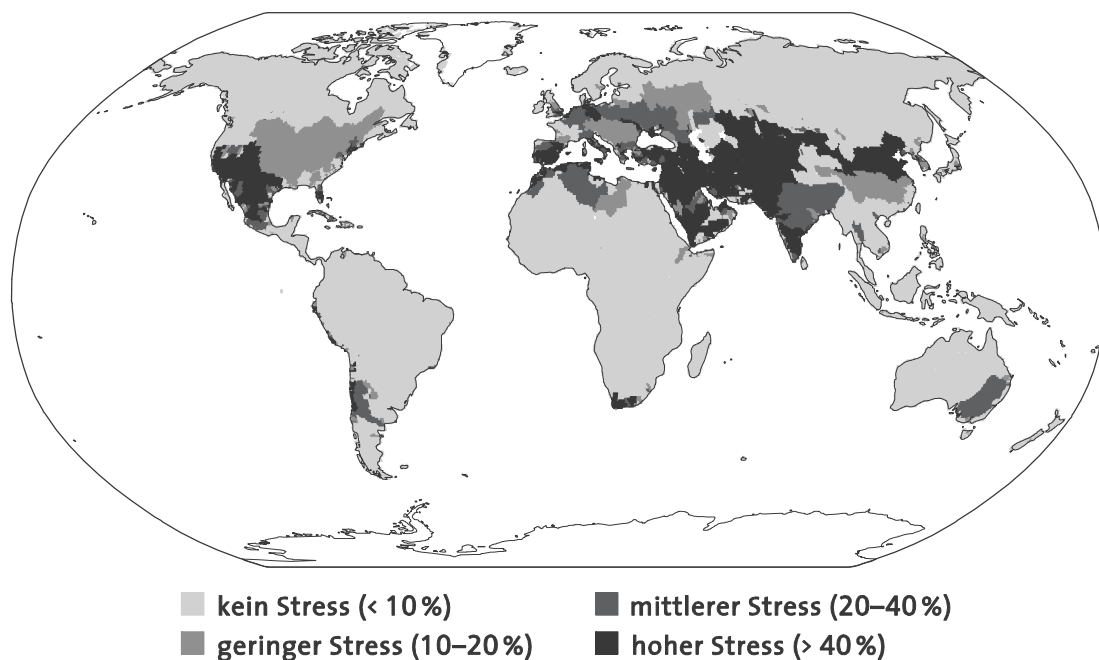 kein Stress (< 10 %)
geringer Stress (10–20 %)
mittlerer Stress (20–40 %)
hoher Stress (> 40 %)